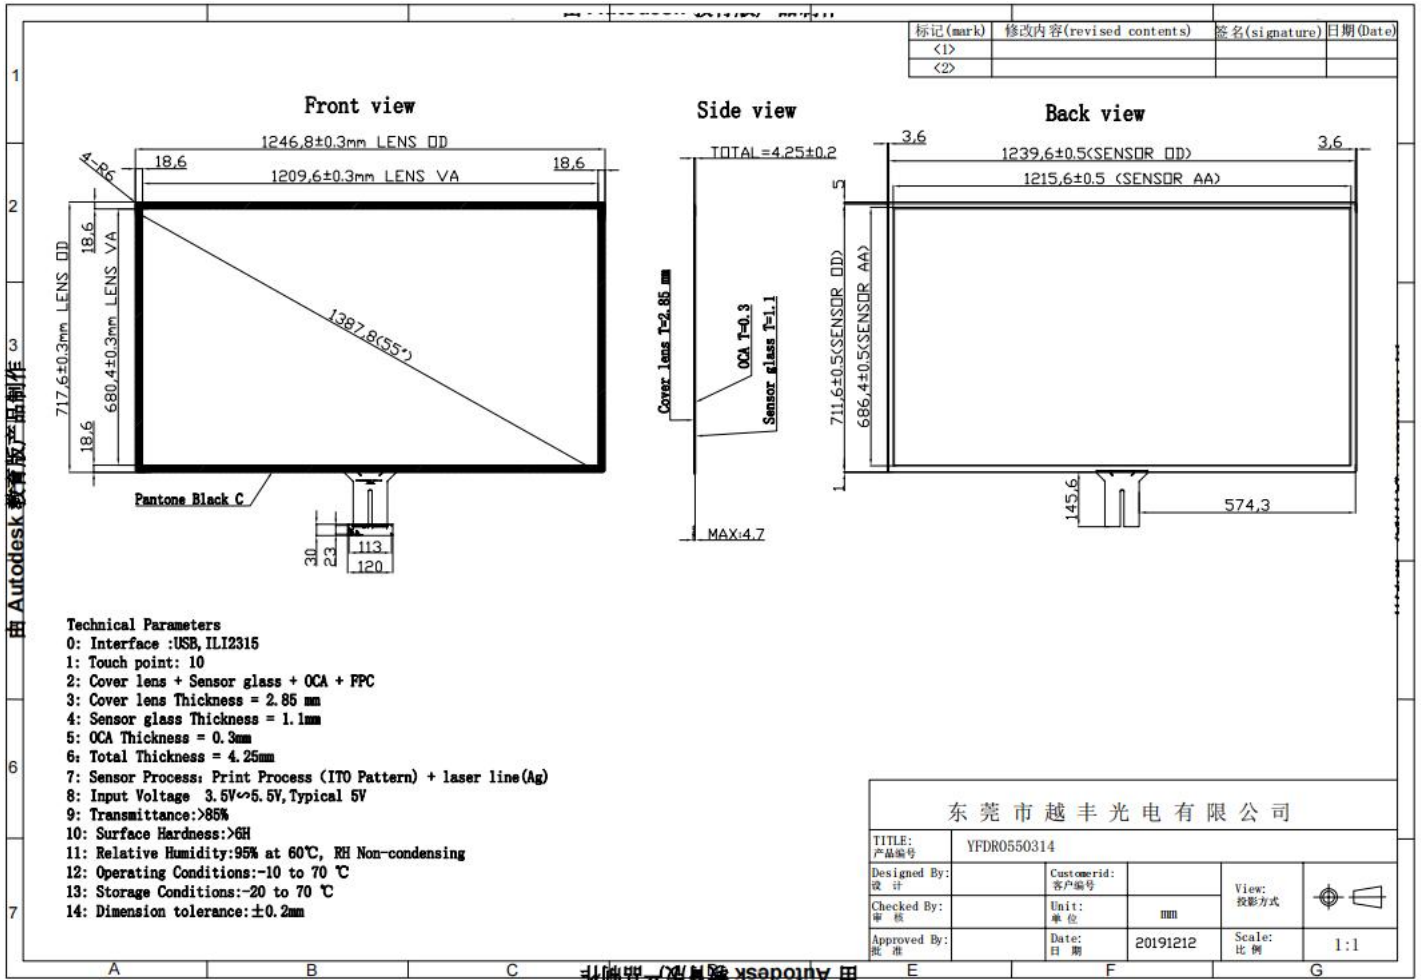 标记(mark) 修改内容(revised contents) 签名(signature) 日期(Date)
<1>
<2>
Front view
Side view
Back view
1246,8±0.3mm LENS OD
18,6
18,6
1209,6±0.3mm LENS VA
4-R6
717,6±0.3mm LENS OD
18,6
680,4±0.3mm LENS VA
18,6
1387,8(55")
Pantone Black C
30
23
113
120
TOTAL=4.25±0.2
Cover lens T=2.85 mm
OCA T=0.3
Sensor glass T=1.1
MAX:4.7
3,6
3,6
1239,6±0.5(SENSOR OD)
1215,6±0.5 (SENSOR AA)
5
711,6±0.5(SENSOR OD)
686,4±0.5(SENSOR AA)
1
145,6
574,3
Technical Parameters
0: Interface :USB,ILI2315
1: Touch point: 10
2: Cover lens + Sensor glass + OCA + FPC
3: Cover lens Thickness = 2.85 mm
4: Sensor glass Thickness = 1.1mm
5: OCA Thickness = 0.3mm
6: Total Thickness = 4.25mm
7: Sensor Process: Print Process (ITO Pattern) + laser line(Ag)
8: Input Voltage 3.5V∽5.5V,Typical 5V
9: Transmittance:>85%
10: Surface Hardness:>6H
11: Relative Humidity:95% at 60℃, RH Non-condensing
12: Operating Conditions:-10 to 70 ℃
13: Storage Conditions:-20 to 70 ℃
14: Dimension tolerance:±0.2mm
东莞市越丰光电有限公司
TITLE:
产品编号
YFDR0550314
Designed By:
设 计
Customerid:
客户编号
View:
投影方式
Checked By:
审 核
Unit:
单 位
mm
Approved By:
批 准
Date:
日 期
20191212
Scale:
比 例
1:1
1
2
3
6
7
A
B
C
E
F
G
由 Autodesk 教育版产品制作
由 Autodesk 教育版产品制作